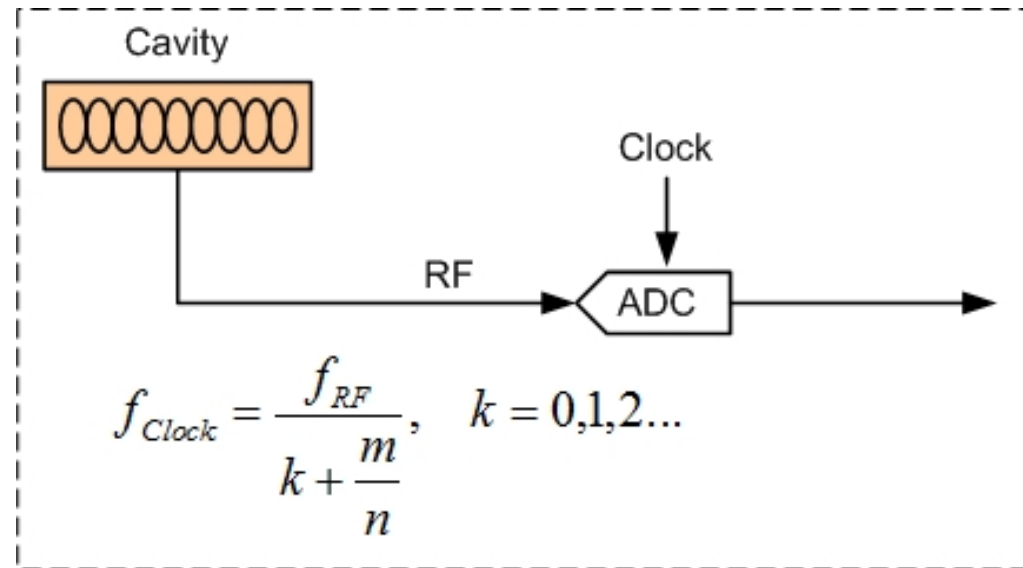 Cavity
Clock
RF
ADC
f_Clock = f_RF / (k + m/n), k = 0,1,2...